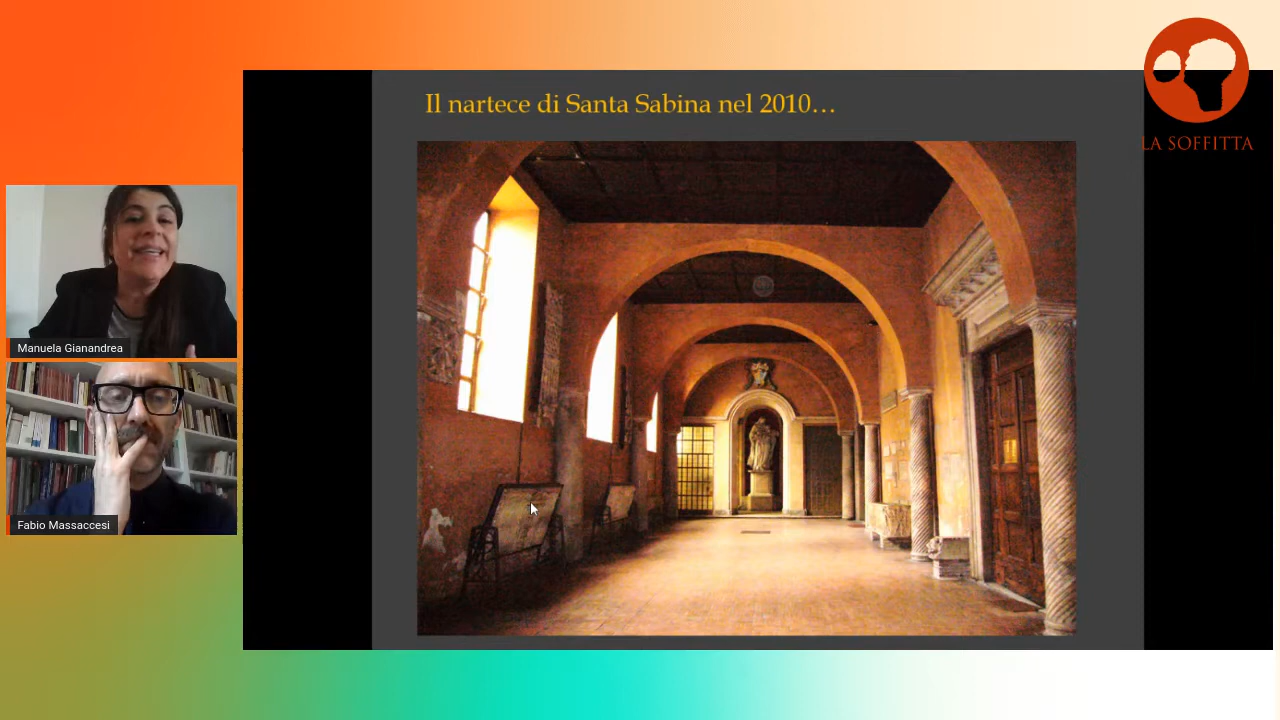 Il nartece di Santa Sabina nel 2010…
LA SOFFITTA
Manuela Gianandrea
Fabio Massaccesi